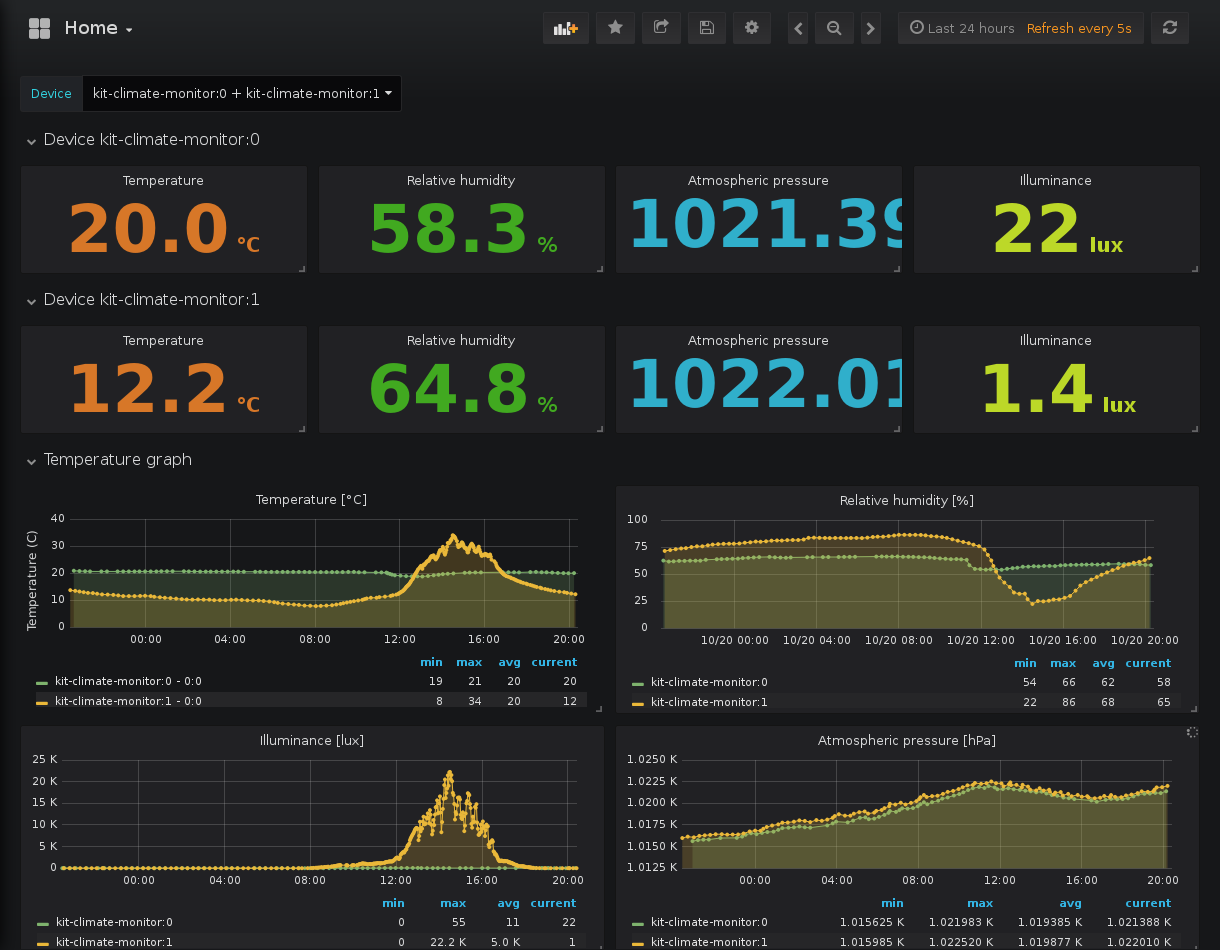 Home
Last 24 hours Refresh every 5s
Device kit-climate-monitor:0 + kit-climate-monitor:1
Device kit-climate-monitor:0
Temperature Relative humidity Atmospheric pressure Illuminance
20.0 °C 58.3 % 1021.39 22 lux
Device kit-climate-monitor:1
Temperature Relative humidity Atmospheric pressure Illuminance
12.2 °C 64.8 % 1022.01 1.4 lux
Temperature graph
Temperature [°C]
Temperature (C)
40
30
20
10
0
00:00 04:00 08:00 12:00 16:00 20:00
min max avg current
kit-climate-monitor:0 - 0:0 19 21 20 20
kit-climate-monitor:1 - 0:0 8 34 20 12
Relative humidity [%]
100
75
50
25
0
10/20 00:00 10/20 04:00 10/20 08:00 10/20 12:00 10/20 16:00 10/20 20:00
min max avg current
kit-climate-monitor:0 54 66 62 58
kit-climate-monitor:1 22 86 68 65
Illuminance [lux]
25 K
20 K
15 K
10 K
5 K
0
00:00 04:00 08:00 12:00 16:00 20:00
min max avg current
kit-climate-monitor:0 0 55 11 22
kit-climate-monitor:1 0 22.2 K 5.0 K 1
Atmospheric pressure [hPa]
1.0250 K
1.0225 K
1.0200 K
1.0175 K
1.0150 K
1.0125 K
00:00 04:00 08:00 12:00 16:00 20:00
min max avg current
kit-climate-monitor:0 1.015625 K 1.021983 K 1.019385 K 1.021388 K
kit-climate-monitor:1 1.015985 K 1.022520 K 1.019877 K 1.022010 K